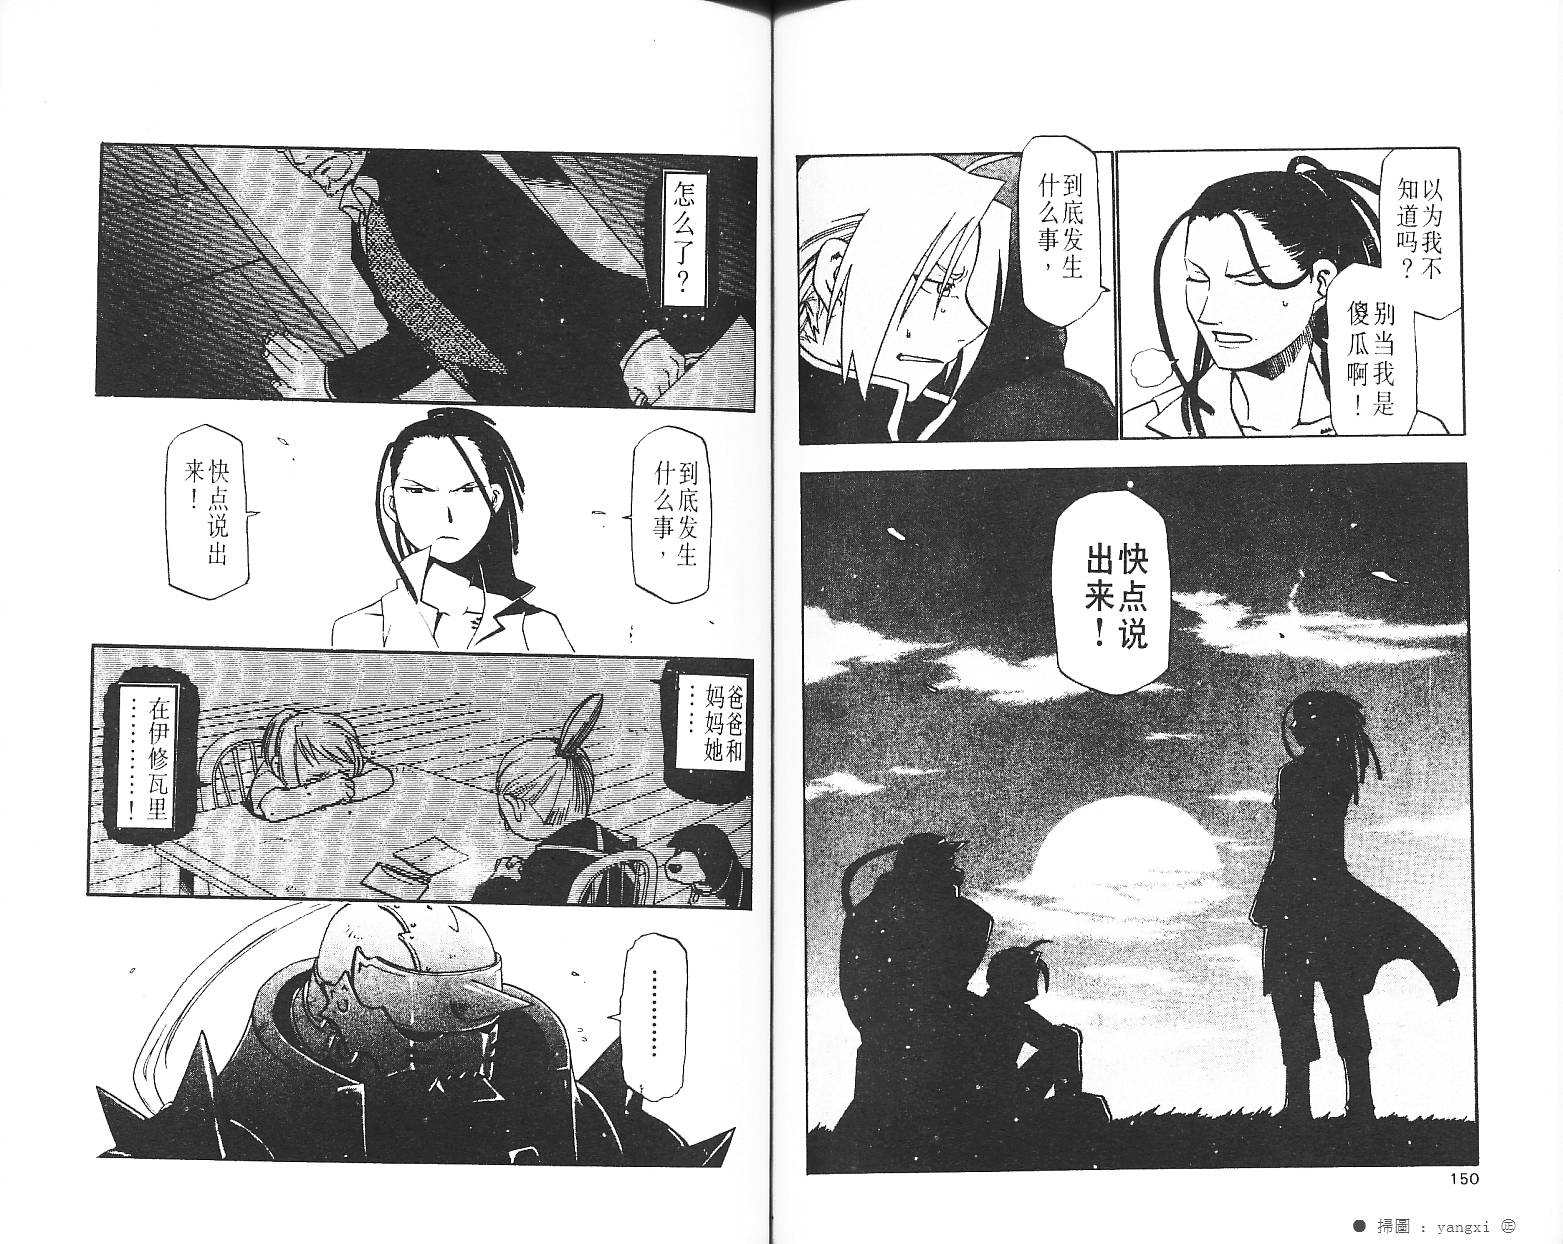 以为我不
知道吗？
别当我是
傻瓜啊！
到底发生
什么事，
快点说
出来！
150
怎么了？
到底发生
什么事，
快点说出
来！
爸爸和
妈妈她
……
在伊修瓦里
…………！
…………
● 掃圖 : yangxi ㊣